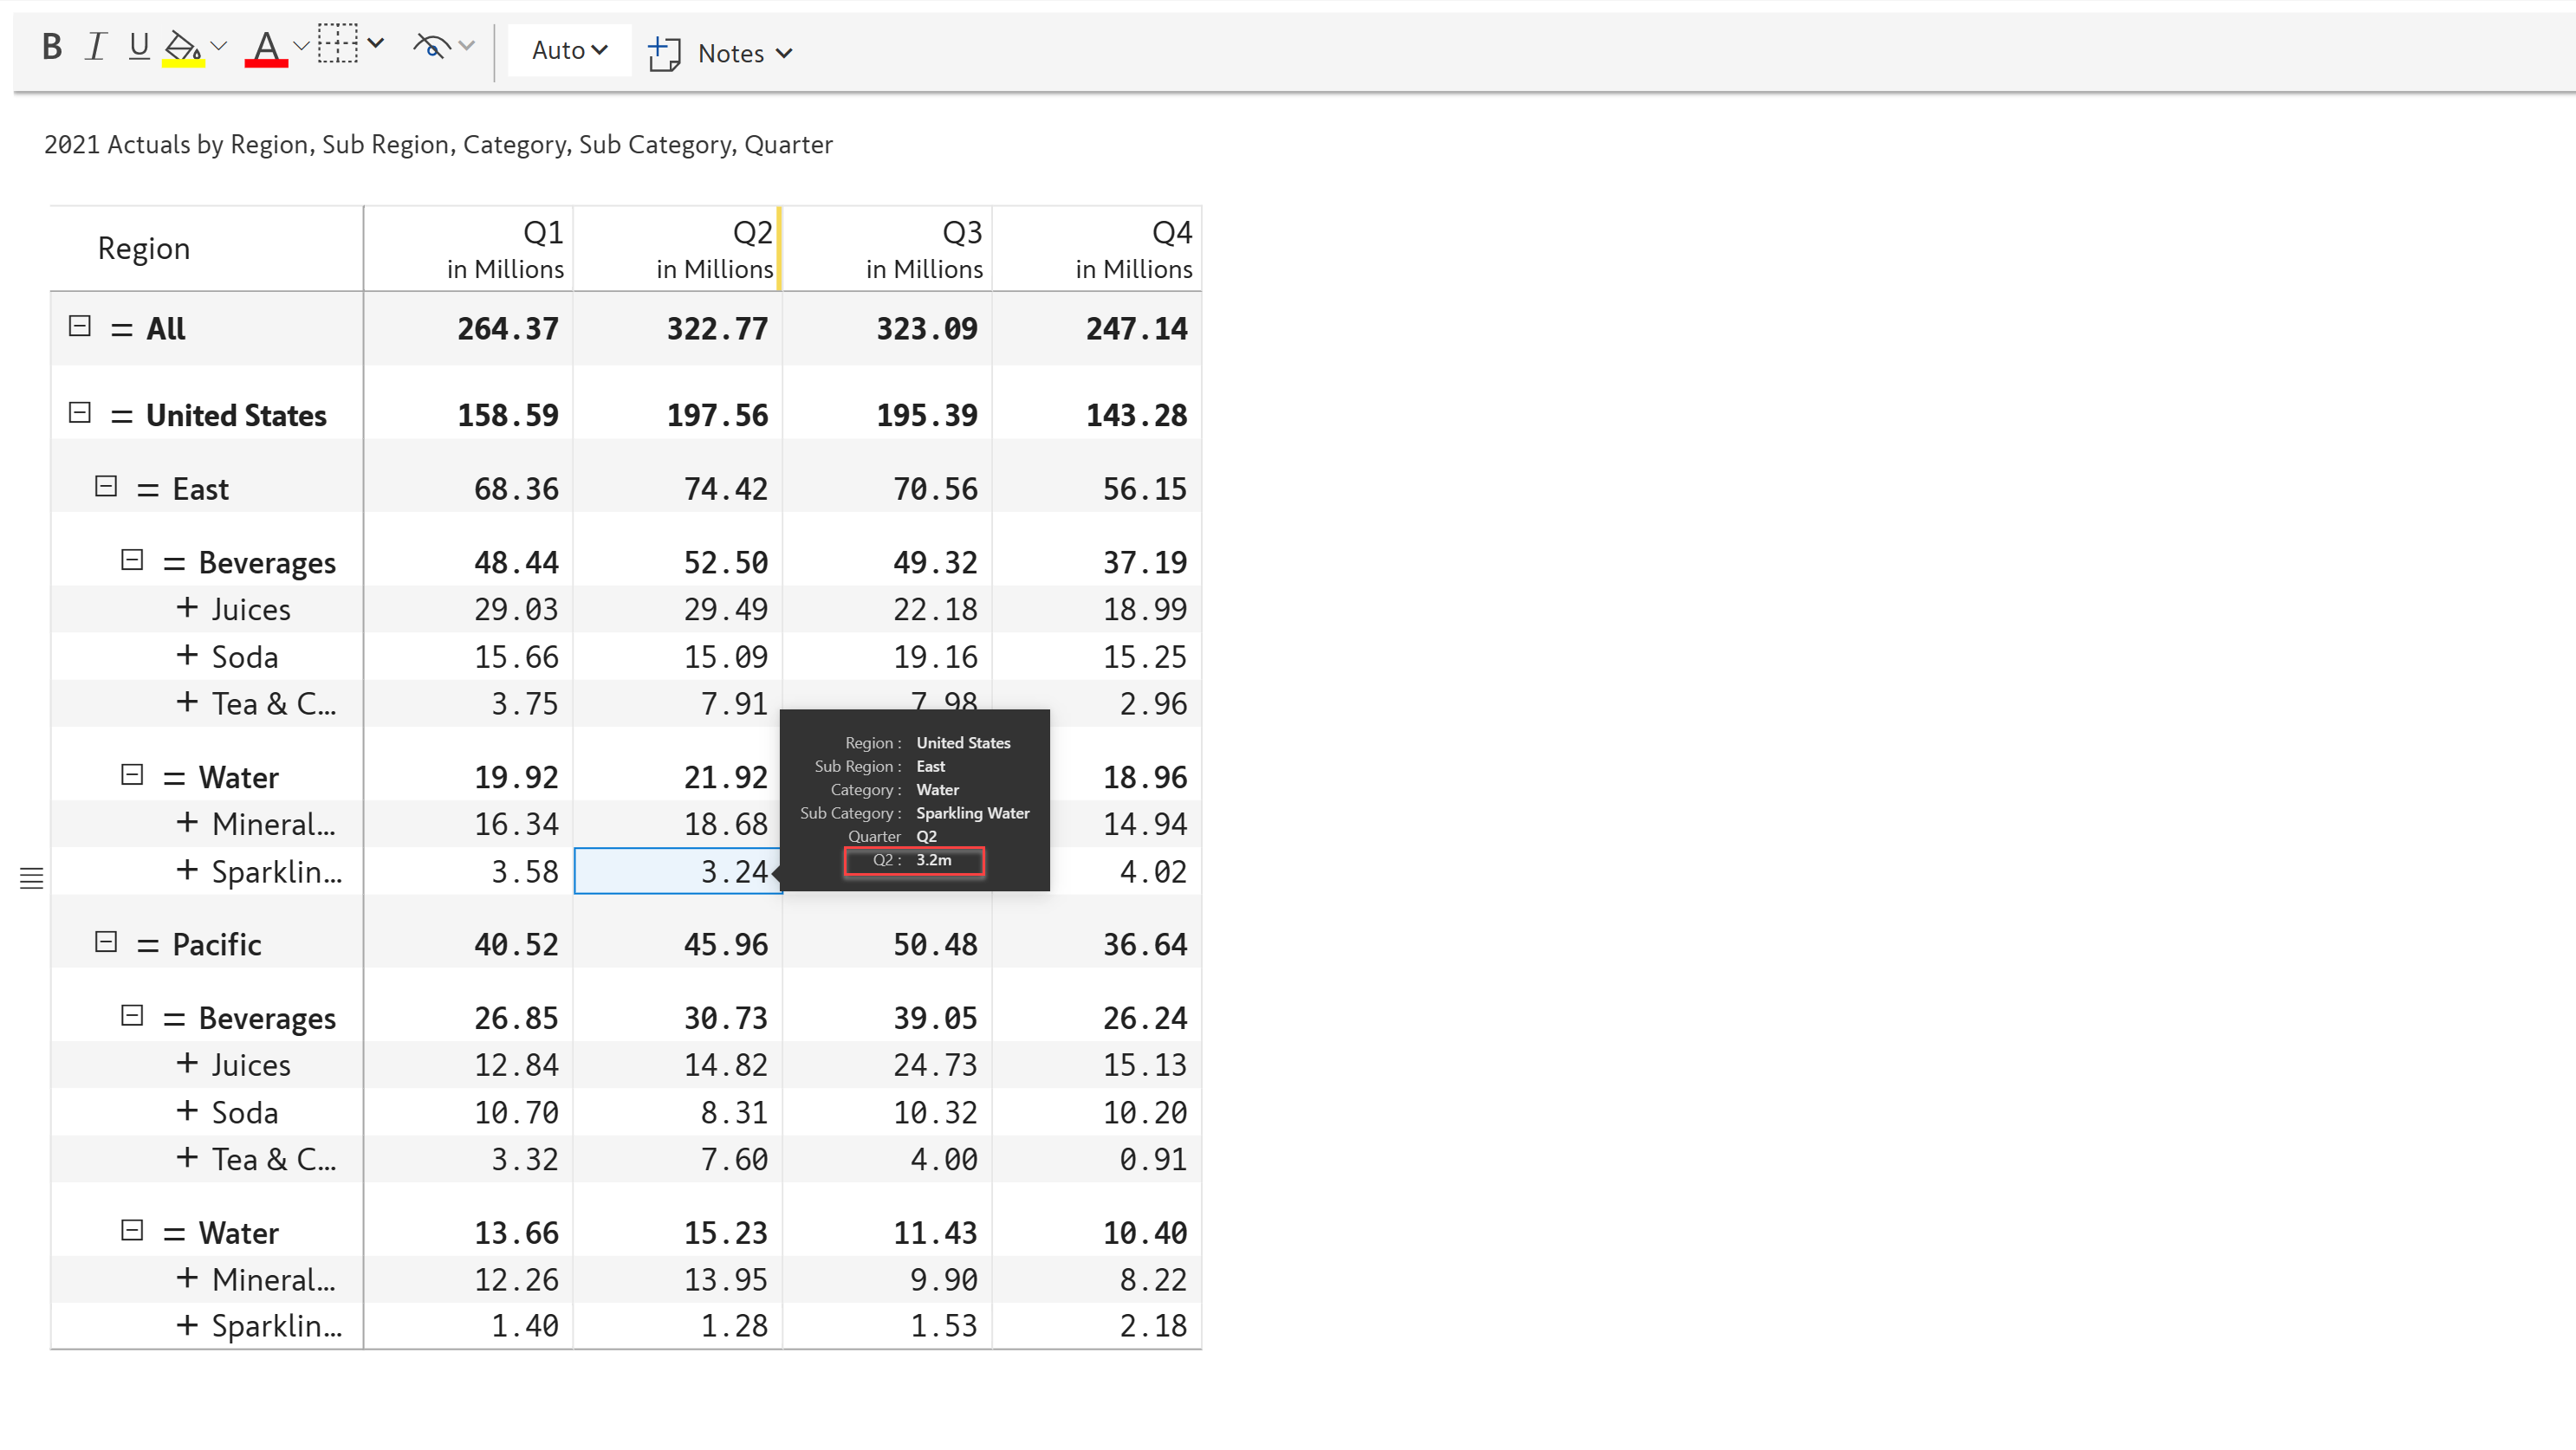 B I U A Auto Notes
2021 Actuals by Region, Sub Region, Category, Sub Category, Quarter
Region Q1 Q2 Q3 Q4
in Millions in Millions in Millions in Millions
= All 264.37 322.77 323.09 247.14
= United States 158.59 197.56 195.39 143.28
= East 68.36 74.42 70.56 56.15
= Beverages 48.44 52.50 49.32 37.19
+ Juices 29.03 29.49 22.18 18.99
+ Soda 15.66 15.09 19.16 15.25
+ Tea & C... 3.75 7.91 7.98 2.96
= Water 19.92 21.92 18.96
+ Mineral... 16.34 18.68 14.94
+ Sparklin... 3.58 3.24 4.02
Region : United States
Sub Region : East
Category : Water
Sub Category : Sparkling Water
Quarter Q2
Q2 : 3.2m
= Pacific 40.52 45.96 50.48 36.64
= Beverages 26.85 30.73 39.05 26.24
+ Juices 12.84 14.82 24.73 15.13
+ Soda 10.70 8.31 10.32 10.20
+ Tea & C... 3.32 7.60 4.00 0.91
= Water 13.66 15.23 11.43 10.40
+ Mineral... 12.26 13.95 9.90 8.22
+ Sparklin... 1.40 1.28 1.53 2.18